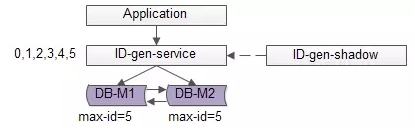 Application
0,1,2,3,4,5 ID-gen-service ID-gen-shadow
DB-M1 DB-M2
max-id=5 max-id=5